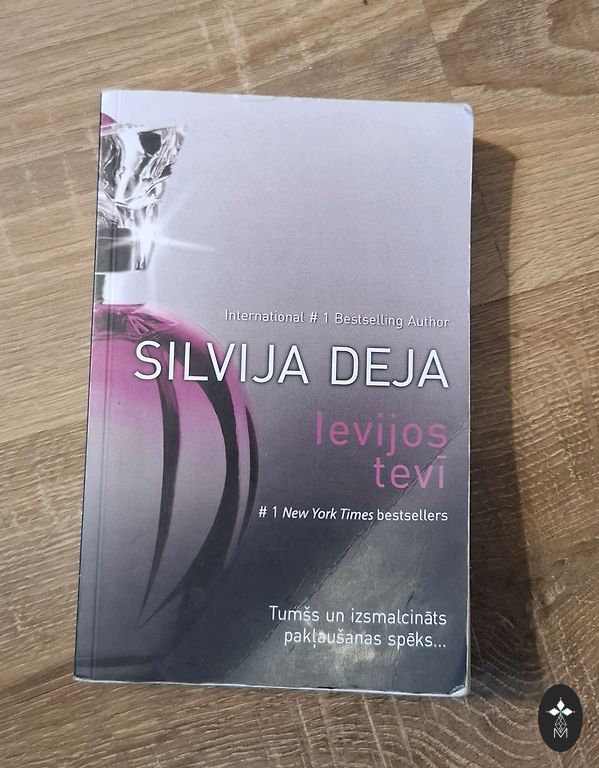 International # 1 Bestselling Author
SILVIJA DEJA
Ievijos
tevī
# 1 New York Times bestsellers
Tumšs un izsmalcināts
pakļaušanas spēks...